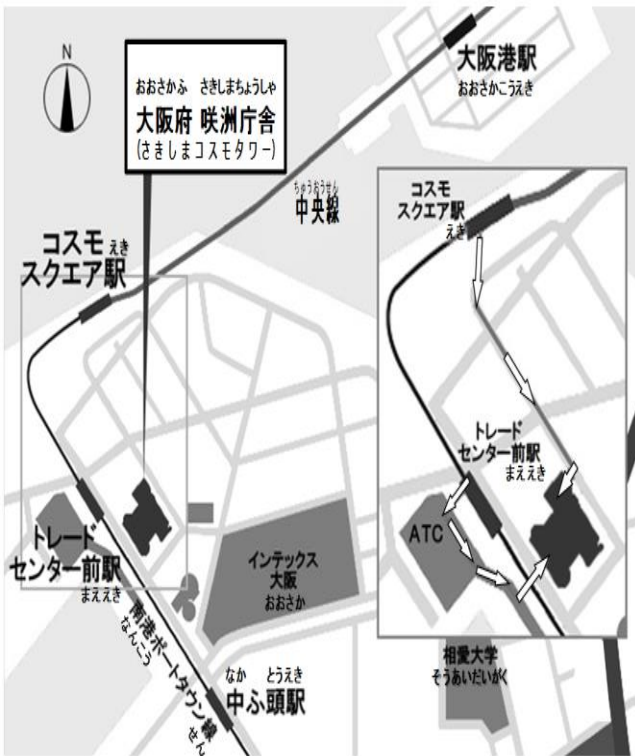 N
おおさかふ さきしまちょうしゃ
大阪府 咲洲庁舎
(さきしまコスモタワー)
大阪港駅
おおさかこうえき
ちゅうおうせん
中央線
コスモ えき
スクエア駅
トレード
センター前駅
まええき
南港ポートタウン線
なんこう せん
インテックス
大阪
おおさか
なか とうえき
中ふ頭駅
相愛大学
そうあいだいがく
コスモ
スクエア駅
えき
トレード
センター前駅
まええき
ATC